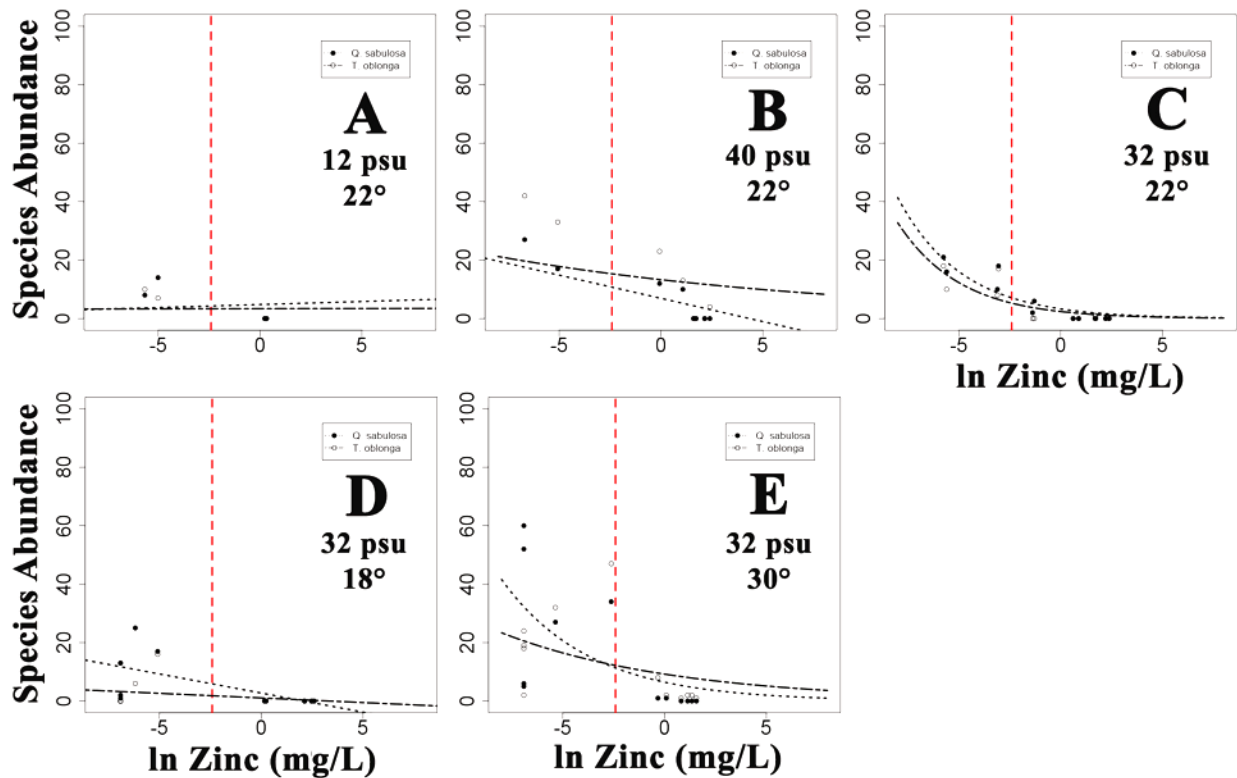 Species Abundance
0 20 40 60 80 100
-5 0 5
Q. sabulosa
T. oblonga
A
12 psu
22°
0 20 40 60 80 100
-5 0 5
Q. sabulosa
T. oblonga
B
40 psu
22°
0 20 40 60 80 100
-5 0 5
Q. sabulosa
T. oblonga
C
32 psu
22°
ln Zinc (mg/L)
Species Abundance
0 20 40 60 80 100
-5 0 5
Q. sabulosa
T. oblonga
D
32 psu
18°
ln Zinc (mg/L)
0 20 40 60 80 100
-5 0 5
Q. sabulosa
T. oblonga
E
32 psu
30°
ln Zinc (mg/L)